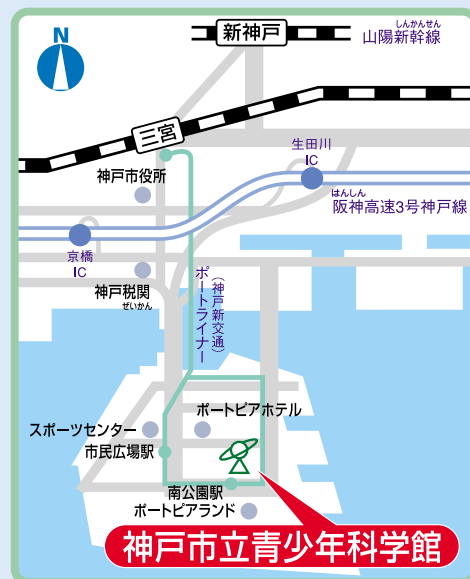 N
新神戸
しんかんせん
山陽新幹線
三宮
生田川
IC
神戸市役所
はんしん
阪神高速3号神戸線
京橋
IC
神戸税関
ぜいかん
ポートライナー
（神戸新交通）
ポートピアホテル
スポーツセンター
市民広場駅
南公園駅
ポートピアランド
神戸市立青少年科学館